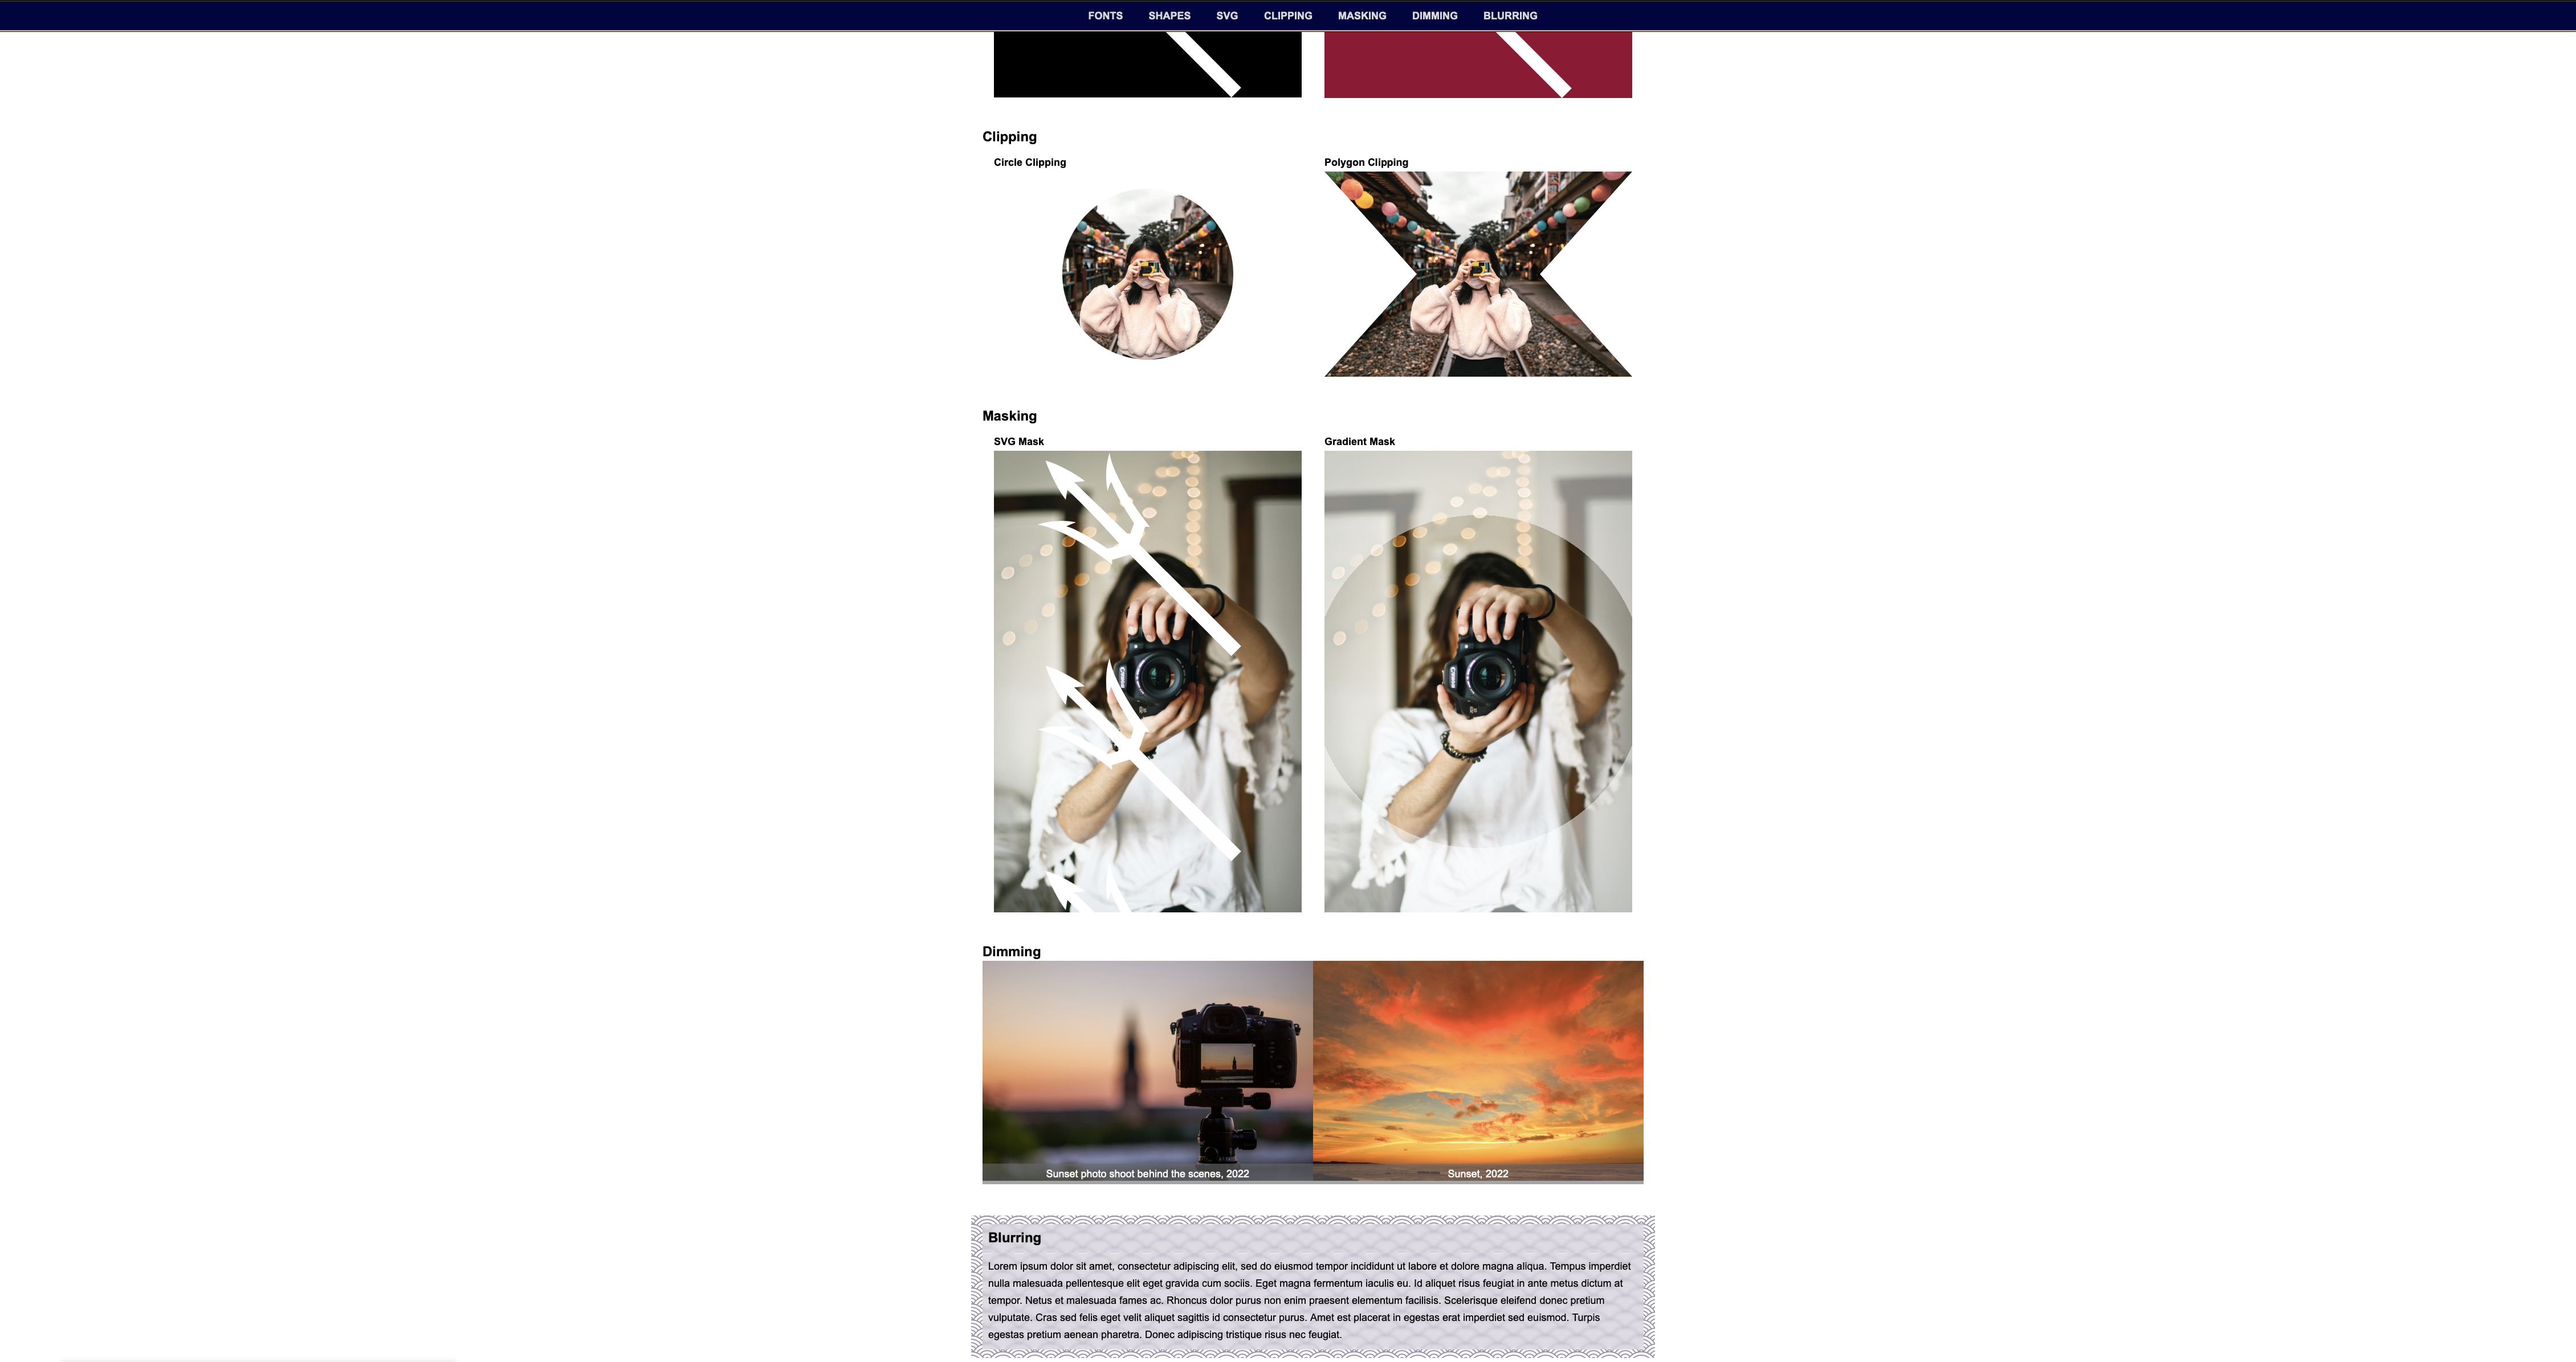 FONTS SHAPES SVG CLIPPING MASKING DIMMING BLURRING
Clipping
Circle Clipping Polygon Clipping
Masking
SVG Mask Gradient Mask
Dimming
Sunset photo shoot behind the scenes, 2022 Sunset, 2022
Blurring
Lorem ipsum dolor sit amet, consectetur adipiscing elit, sed do eiusmod tempor incididunt ut labore et dolore magna aliqua. Tempus imperdiet
nulla malesuada pellentesque elit eget gravida cum sociis. Eget magna fermentum iaculis eu. Id aliquet risus feugiat in ante metus dictum at
tempor. Netus et malesuada fames ac. Rhoncus dolor purus non enim praesent elementum facilisis. Scelerisque eleifend donec pretium
vulputate. Cras sed felis eget velit aliquet sagittis id consectetur purus. Amet est placerat in egestas erat imperdiet sed euismod. Turpis
egestas pretium aenean pharetra. Donec adipiscing tristique risus nec feugiat.